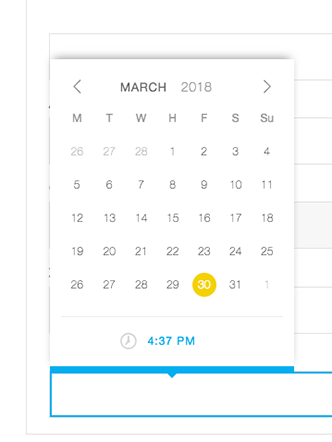 MARCH 2018
M T W H F S Su
26 27 28 1 2 3 4
5 6 7 8 9 10 11
12 13 14 15 16 17 18
19 20 21 22 23 24 25
26 27 28 29 30 31 1
4:37 PM